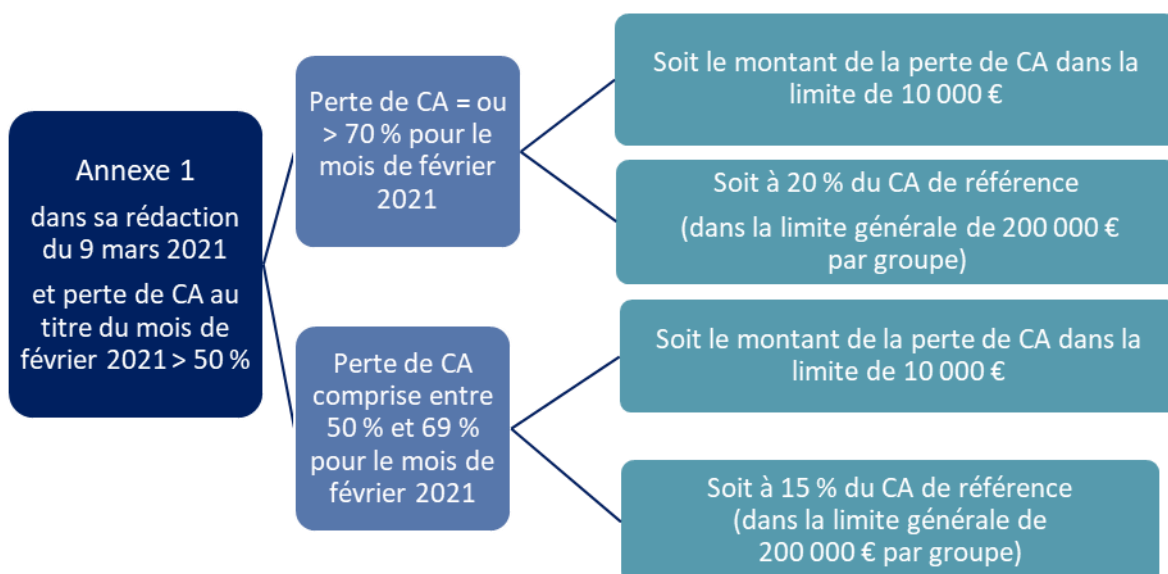 Annexe 1
dans sa rédaction
du 9 mars 2021
et perte de CA au
titre du mois de
février 2021 > 50 %
Perte de CA = ou
> 70 % pour le
mois de février
2021
Soit le montant de la perte de CA dans la
limite de 10 000 €
Soit à 20 % du CA de référence
(dans la limite générale de 200 000 €
par groupe)
Perte de CA
comprise entre
50 % et 69 %
pour le mois de
février 2021
Soit le montant de la perte de CA dans la
limite de 10 000 €
Soit à 15 % du CA de référence
(dans la limite générale de
200 000 € par groupe)